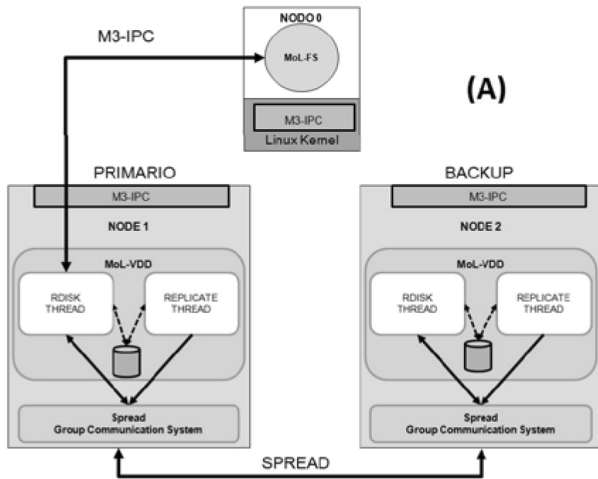 NODO 0
M3-IPC
MoL-FS
(A)
M3-IPC
Linux Kernel
PRIMARIO
BACKUP
M3-IPC
M3-IPC
NODE 1
NODE 2
MoL-VDD
MoL-VDD
RDISK
THREAD
REPLICATE
THREAD
RDISK
THREAD
REPLICATE
THREAD
Spread
Group Communication System
Spread
Group Communication System
SPREAD